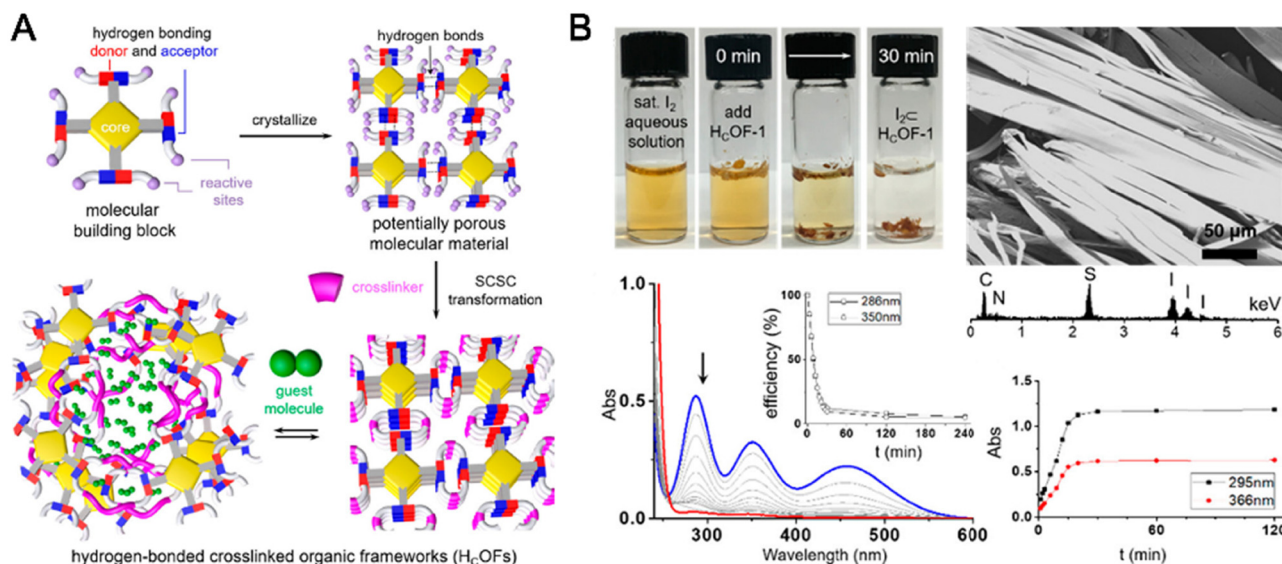 A
hydrogen bonding
donor and acceptor
core
reactive
sites
molecular
building block
crystallize
hydrogen bonds
potentially porous
molecular material
crosslinker
SCSC
transformation
guest
molecule
hydrogen-bonded crosslinked organic frameworks (HCOFs)
B
sat. I2
aqueous
solution
0 min
add
HCOF-1
30 min
I2⊂
HCOF-1
50 µm
C
N
S
I
I
I
keV
0 1 2 3 4 5 6
Abs
1.0
0.5
0.0
300 400 500 600
Wavelength (nm)
efficiency (%)
100
50
0
0 60 120 180 240
t (min)
286nm
350nm
Abs
1.5
1.0
0.5
0.0
0 60 120
t (min)
295nm
366nm